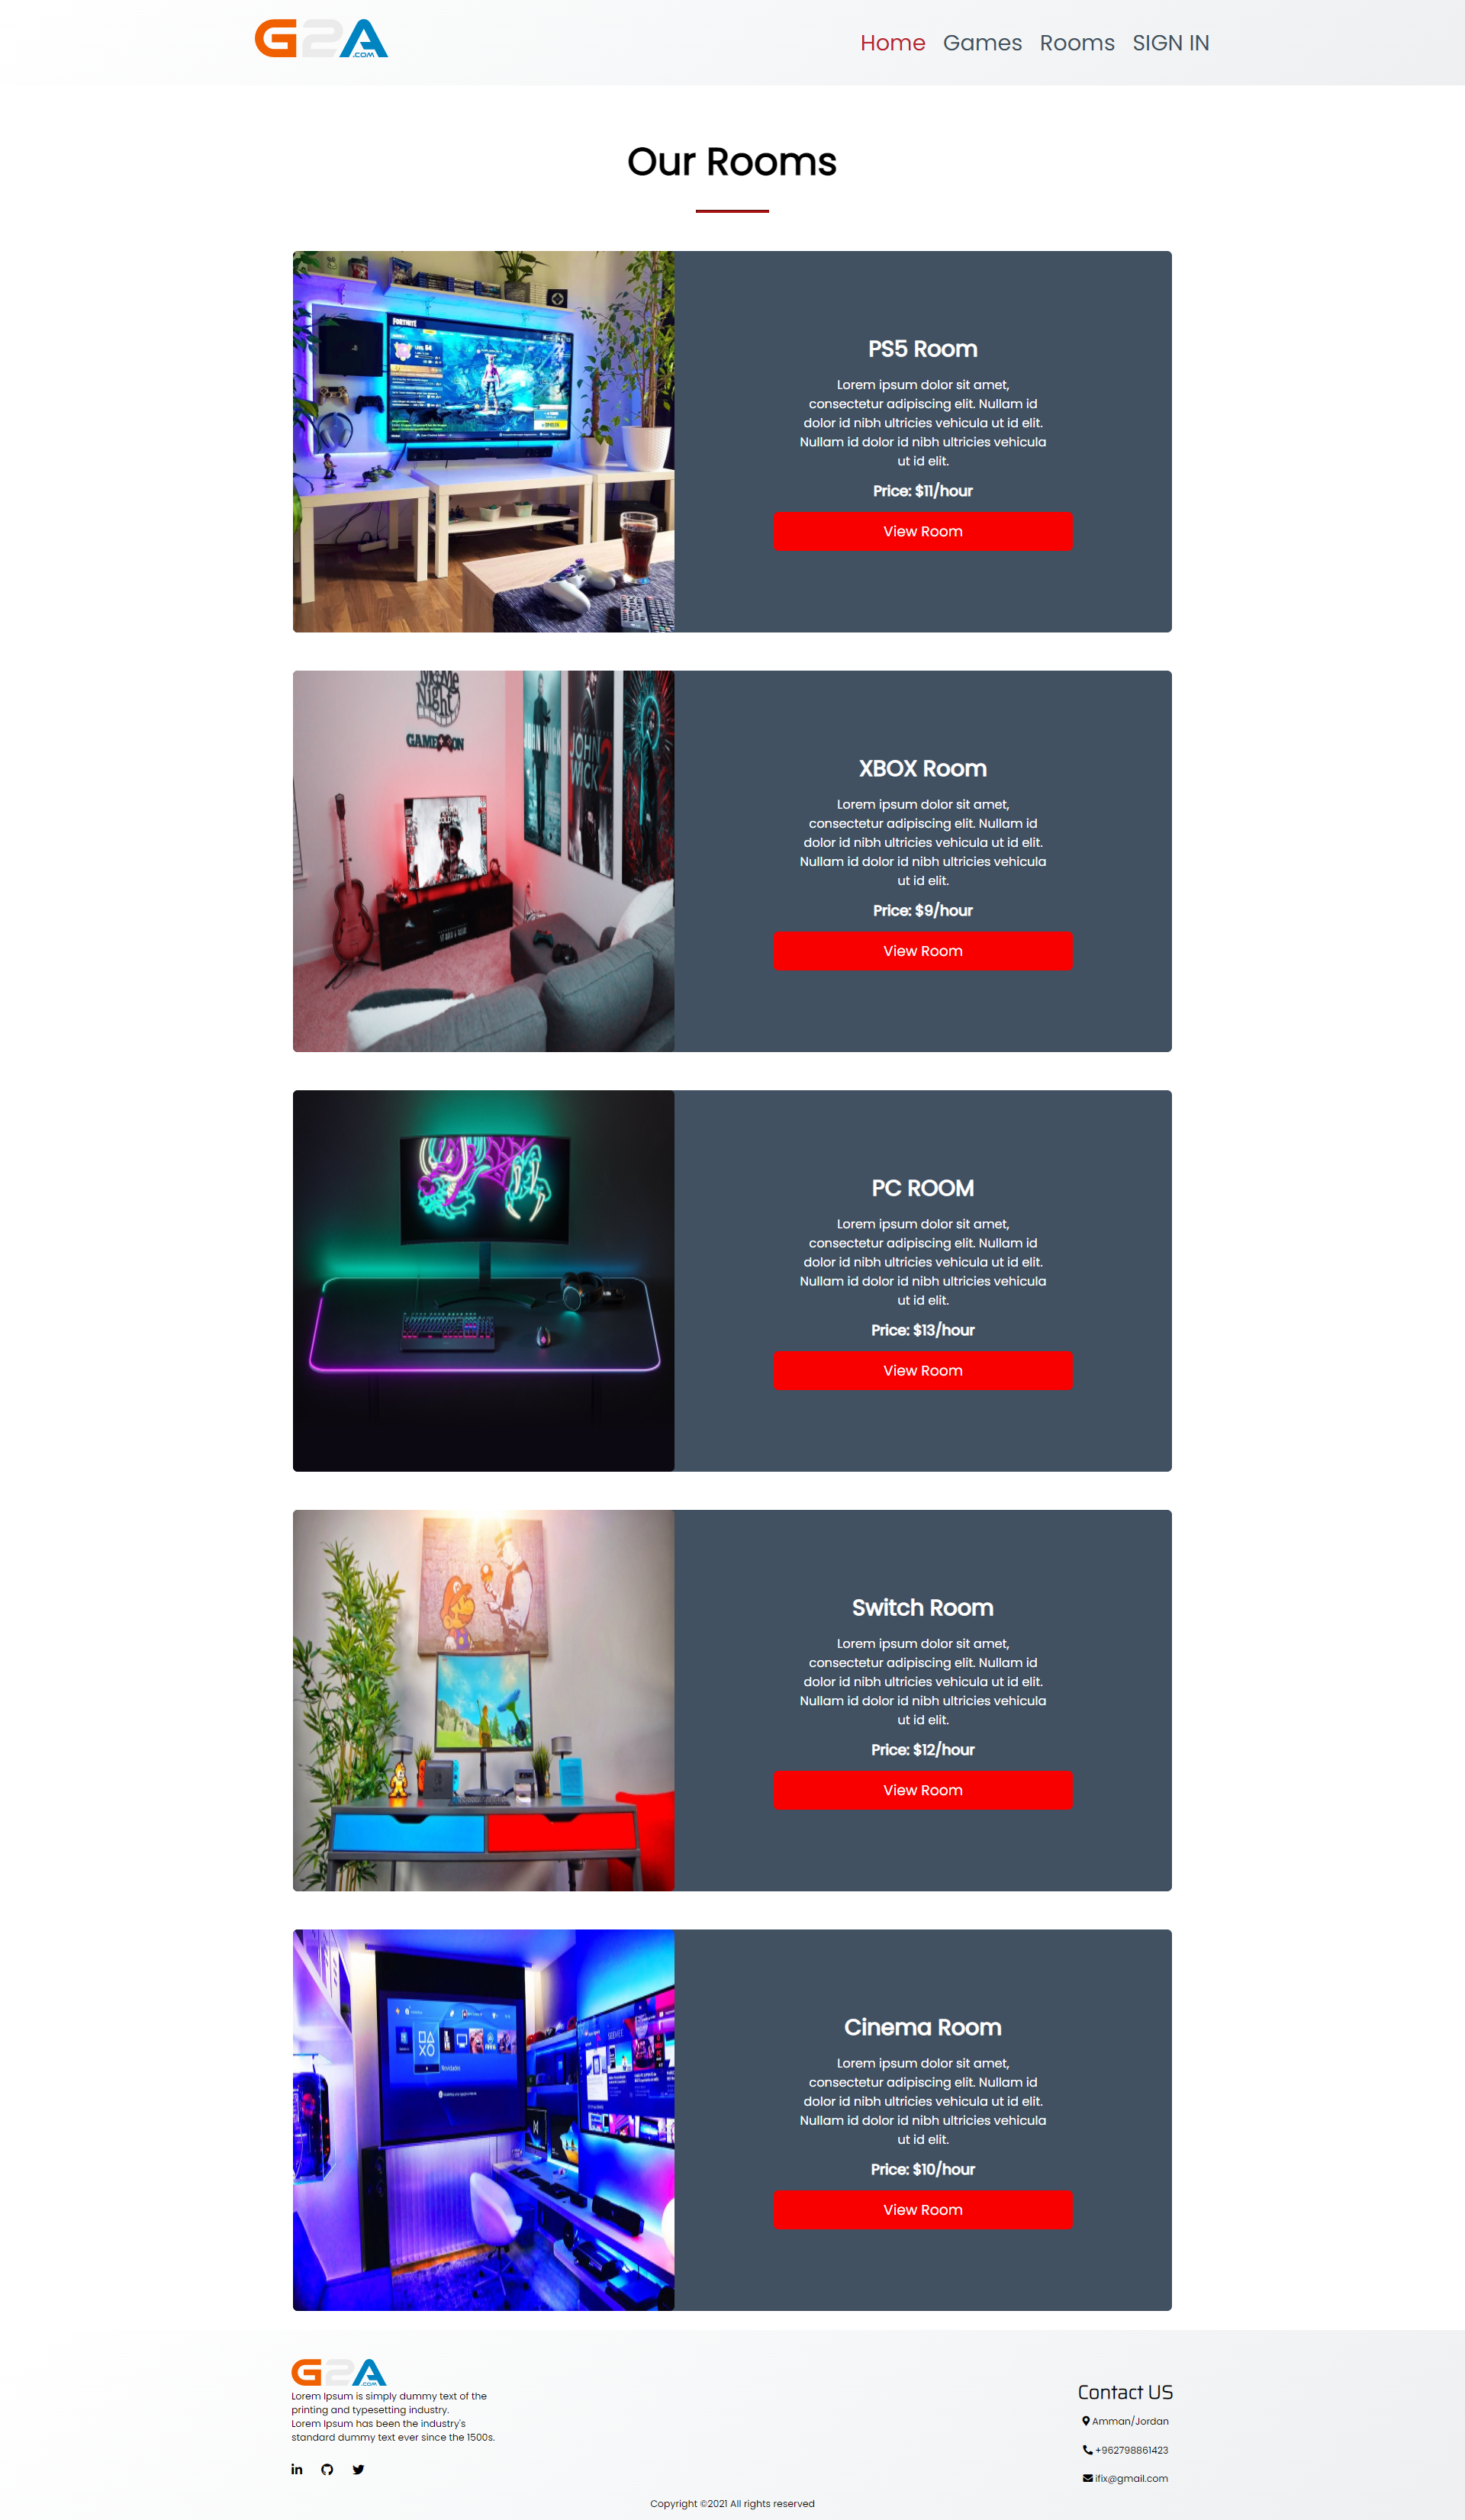 G2A
.COM
Home Games Rooms SIGN IN
Our Rooms
FORTNITE
PS5 Room
Lorem ipsum dolor sit amet,
consectetur adipiscing elit. Nullam id
dolor id nibh ultricies vehicula ut id elit.
Nullam id dolor id nibh ultricies vehicula
ut id elit.
Price: $11/hour
View Room
Night
GAME ON
JOHN
WICK
2
XBOX Room
Lorem ipsum dolor sit amet,
consectetur adipiscing elit. Nullam id
dolor id nibh ultricies vehicula ut id elit.
Nullam id dolor id nibh ultricies vehicula
ut id elit.
Price: $9/hour
View Room
PC ROOM
Lorem ipsum dolor sit amet,
consectetur adipiscing elit. Nullam id
dolor id nibh ultricies vehicula ut id elit.
Nullam id dolor id nibh ultricies vehicula
ut id elit.
Price: $13/hour
View Room
Switch Room
Lorem ipsum dolor sit amet,
consectetur adipiscing elit. Nullam id
dolor id nibh ultricies vehicula ut id elit.
Nullam id dolor id nibh ultricies vehicula
ut id elit.
Price: $12/hour
View Room
Cinema Room
Lorem ipsum dolor sit amet,
consectetur adipiscing elit. Nullam id
dolor id nibh ultricies vehicula ut id elit.
Nullam id dolor id nibh ultricies vehicula
ut id elit.
Price: $10/hour
View Room
G2A
.COM
Lorem Ipsum is simply dummy text of the
printing and typesetting industry.
Lorem Ipsum has been the industry's
standard dummy text ever since the 1500s.
Contact US
Amman/Jordan
+962798861423
ifix@gmail.com
Copyright ©2021 All rights reserved